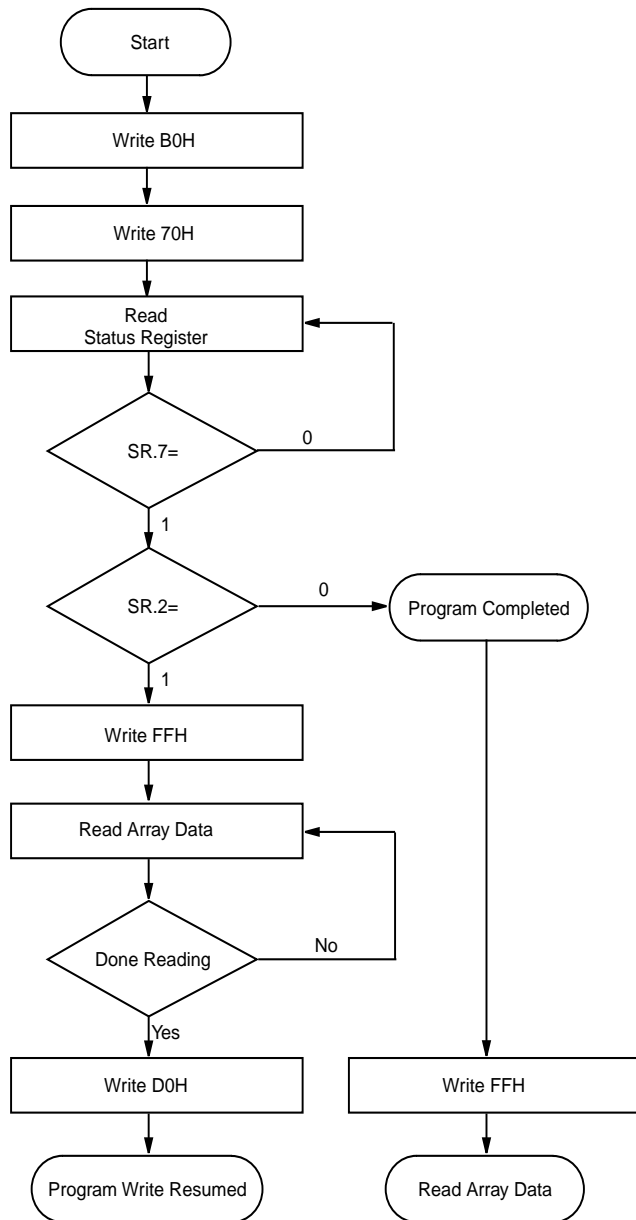 Start
Write B0H
Write 70H
Read
Status Register
SR.7=
0
1
SR.2=
0
Program Completed
1
Write FFH
Read Array Data
Done Reading
No
Yes
Write D0H
Write FFH
Program Write Resumed
Read Array Data